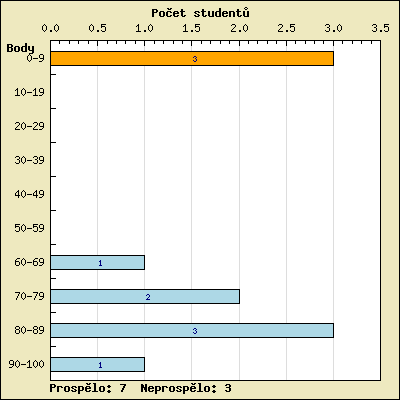 Počet studentů
0.0 0.5 1.0 1.5 2.0 2.5 3.0 3.5
Body
0-9 3
10-19
20-29
30-39
40-49
50-59
60-69 1
70-79 2
80-89 3
90-100 1
Prospělo: 7 Neprospělo: 3